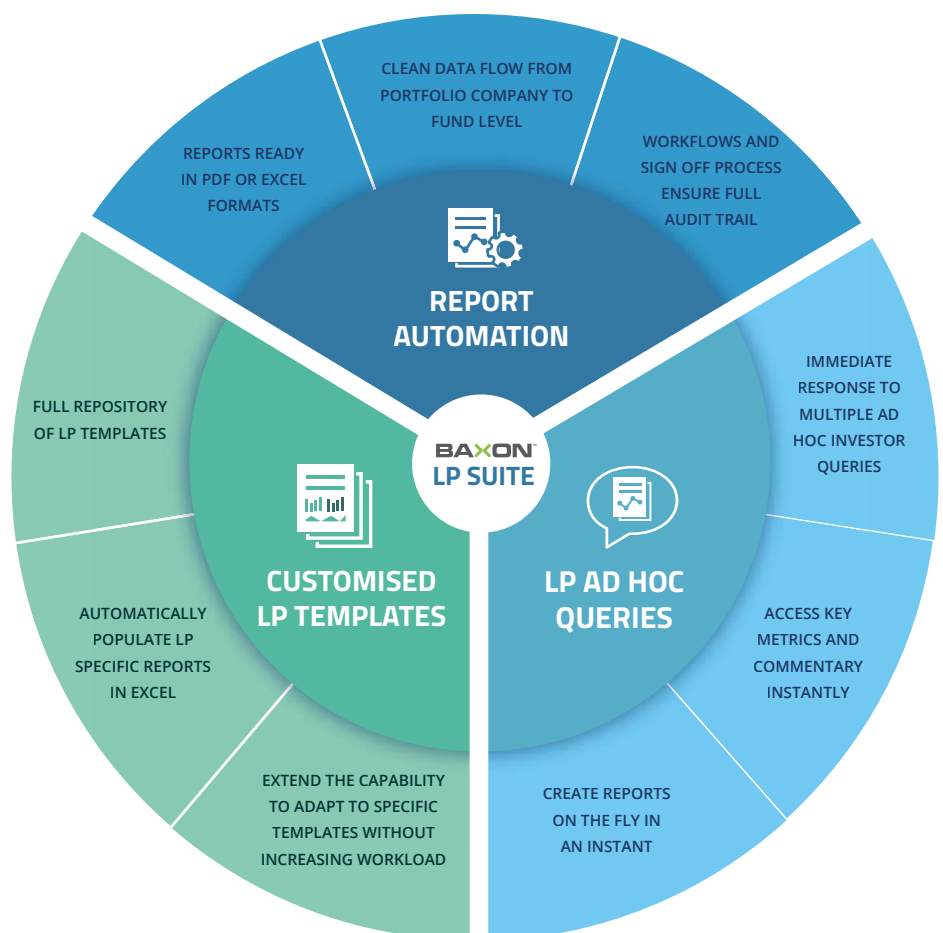 CLEAN DATA FLOW FROM
PORTFOLIO COMPANY TO
FUND LEVEL
REPORTS READY
IN PDF OR EXCEL
FORMATS
WORKFLOWS AND
SIGN OFF PROCESS
ENSURE FULL
AUDIT TRAIL
REPORT
AUTOMATION
IMMEDIATE
RESPONSE TO
MULTIPLE AD
HOC INVESTOR
QUERIES
FULL REPOSITORY
OF LP TEMPLATES
BAXON™
LP SUITE
CUSTOMISED
LP TEMPLATES
LP AD HOC
QUERIES
AUTOMATICALLY
POPULATE LP
SPECIFIC REPORTS
IN EXCEL
ACCESS KEY
METRICS AND
COMMENTARY
INSTANTLY
EXTEND THE CAPABILITY
TO ADAPT TO SPECIFIC
TEMPLATES WITHOUT
INCREASING WORKLOAD
CREATE REPORTS
ON THE FLY IN
AN INSTANT